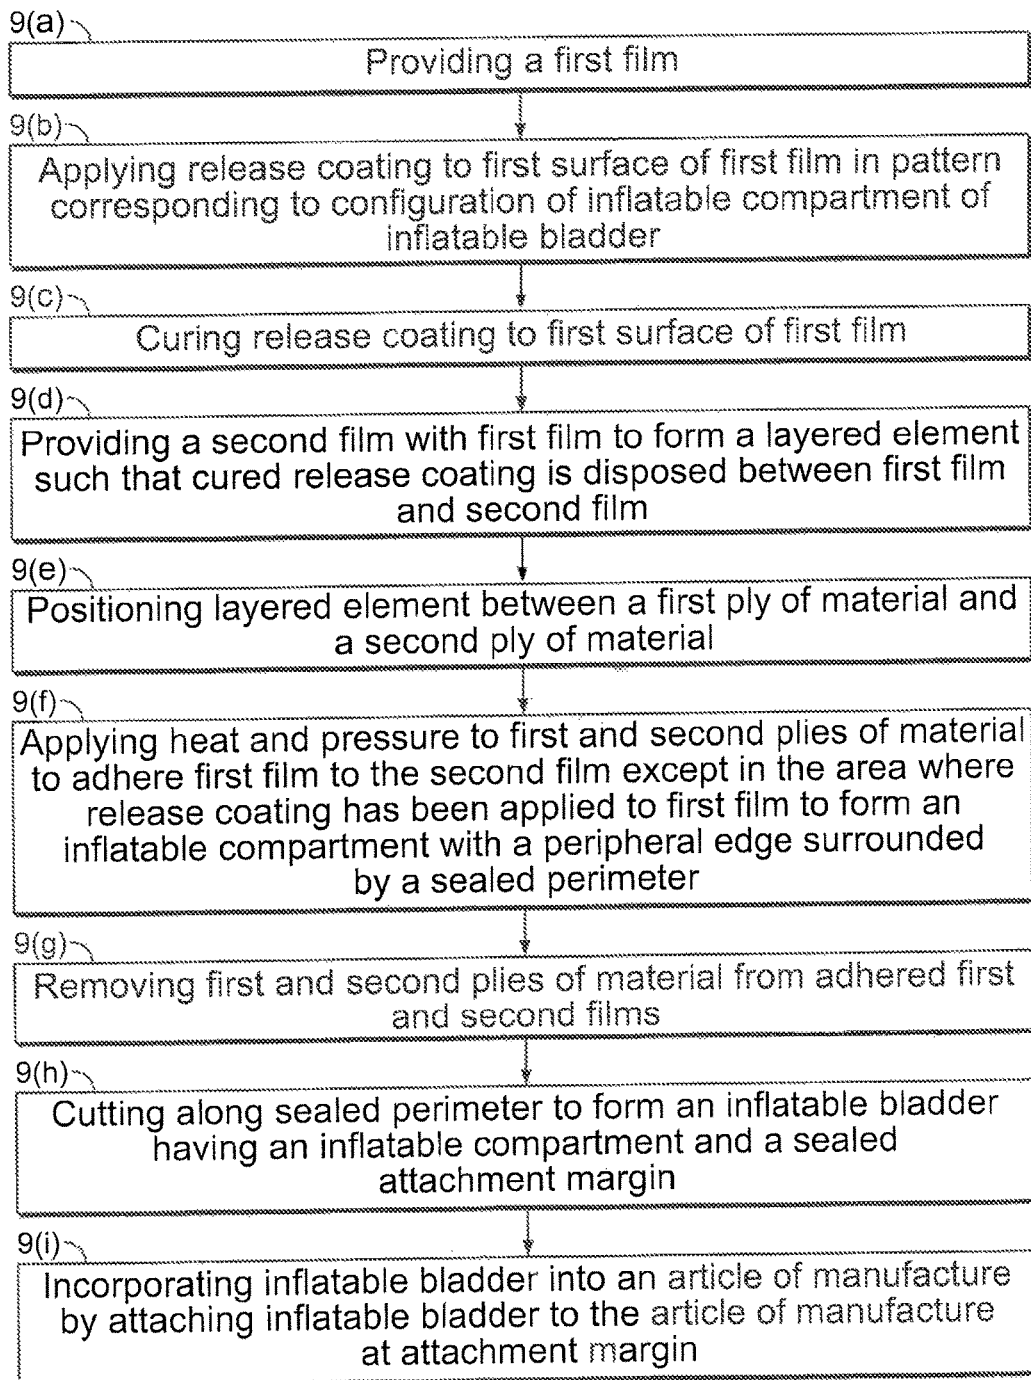 9(a)
Providing a first film
9(b)
Applying release coating to first surface of first film in pattern
corresponding to configuration of inflatable compartment of
inflatable bladder
9(c)
Curing release coating to first surface of first film
9(d)
Providing a second film with first film to form a layered element
such that cured release coating is disposed between first film
and second film
9(e)
Positioning layered element between a first ply of material and
a second ply of material
9(f)
Applying heat and pressure to first and second plies of material
to adhere first film to the second film except in the area where
release coating has been applied to first film to form an
inflatable compartment with a peripheral edge surrounded
by a sealed perimeter
9(g)
Removing first and second plies of material from adhered first
and second films
9(h)
Cutting along sealed perimeter to form an inflatable bladder
having an inflatable compartment and a sealed
attachment margin
9(i)
Incorporating inflatable bladder into an article of manufacture
by attaching inflatable bladder to the article of manufacture
at attachment margin